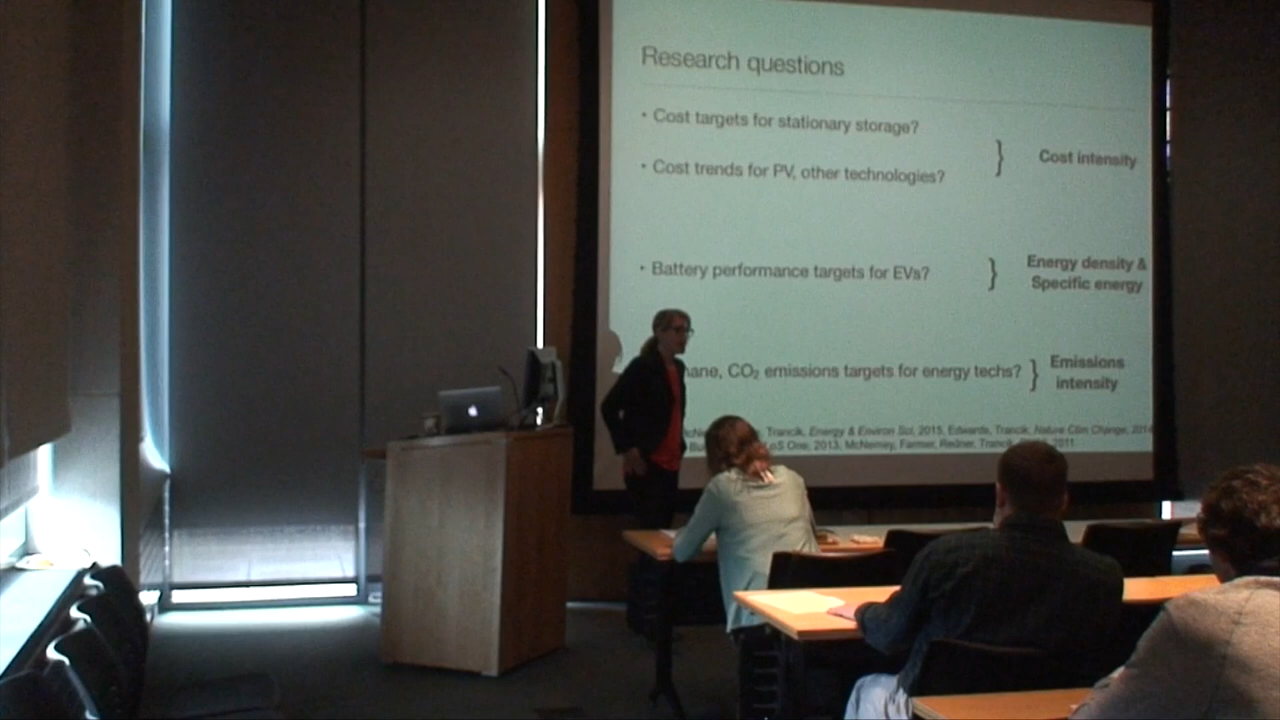 Research questions
• Cost targets for stationary storage?
• Cost trends for PV, other technologies?
} Cost intensity
• Battery performance targets for EVs?
} Energy density &
Specific energy
hane, CO₂ emissions targets for energy techs? } Emissions
intensity
Trancik, Energy & Environ Sci, 2015, Edwards, Trancik, Nature Clim Change, 2014
S One, 2013, McNerney, Farmer, Redner, Trancik, 2011